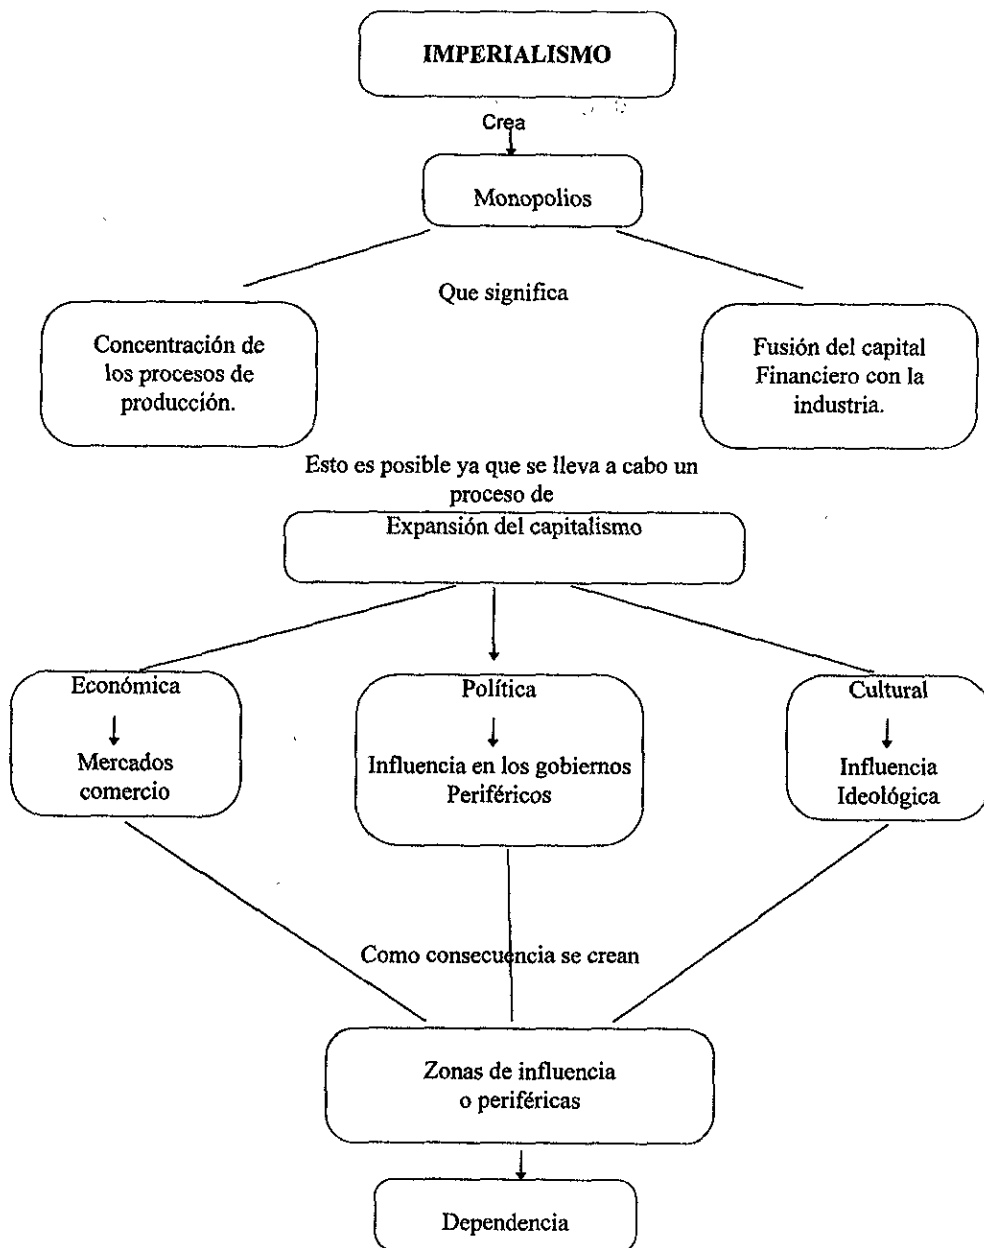 IMPERIALISMO
Crea
Monopolios
Que significa
Concentración de
los procesos de
producción.
Fusión del capital
Financiero con la
industria.
Esto es posible ya que se lleva a cabo un
proceso de
Expansión del capitalismo
Económica
Mercados
comercio
Política
Influencia en los gobiernos
Periféricos
Cultural
Influencia
Ideológica
Como consecuencia se crean
Zonas de influencia
o periféricas
Dependencia